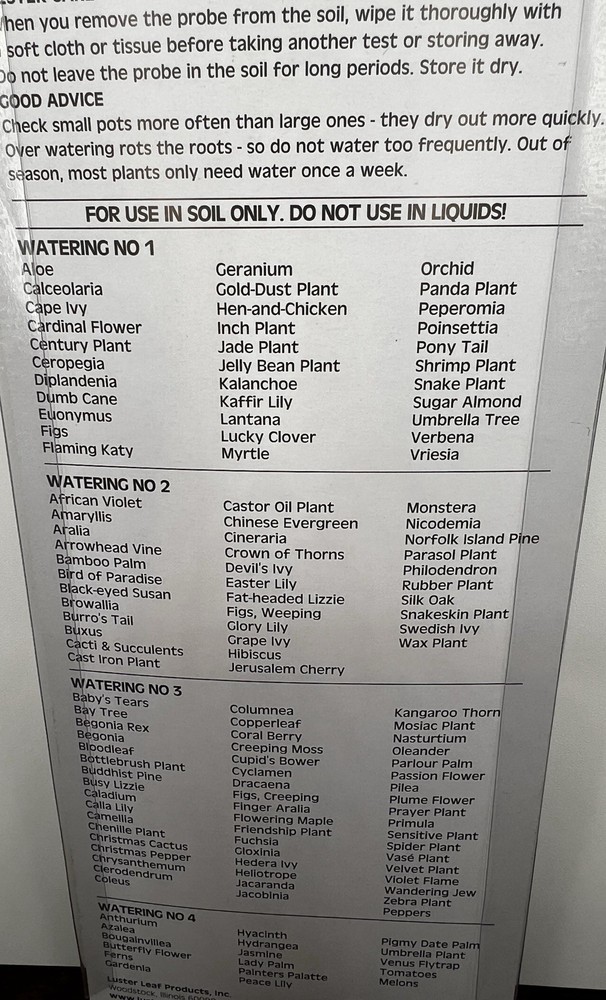 hen you remove the probe from the soil, wipe it thoroughly with
soft cloth or tissue before taking another test or storing away.
Do not leave the probe in the soil for long periods. Store it dry.
GOOD ADVICE
Check small pots more often than large ones - they dry out more quickly.
Over watering rots the roots - so do not water too frequently. Out of
season, most plants only need water once a week.
FOR USE IN SOIL ONLY. DO NOT USE IN LIQUIDS!
WATERING NO 1
Aloe
Calceolaria
Cape Ivy
Cardinal Flower
Century Plant
Ceropegia
Diplandenia
Dumb Cane
Euonymus
Figs
Flaming Katy
Geranium
Gold-Dust Plant
Hen-and-Chicken
Inch Plant
Jade Plant
Jelly Bean Plant
Kalanchoe
Kaffir Lily
Lantana
Lucky Clover
Myrtle
Orchid
Panda Plant
Peperomia
Poinsettia
Pony Tail
Shrimp Plant
Snake Plant
Sugar Almond
Umbrella Tree
Verbena
Vriesia
WATERING NO 2
African Violet
Amaryllis
Aralia
Arrowhead Vine
Bamboo Palm
Bird of Paradise
Black-eyed Susan
Browallia
Burro's Tail
Buxus
Cacti & Succulents
Cast Iron Plant
Castor Oil Plant
Chinese Evergreen
Cineraria
Crown of Thorns
Devil's Ivy
Easter Lily
Fat-headed Lizzie
Figs, Weeping
Glory Lily
Grape Ivy
Hibiscus
Jerusalem Cherry
Monstera
Nicodemia
Norfolk Island Pine
Parasol Plant
Philodendron
Rubber Plant
Silk Oak
Snakeskin Plant
Swedish Ivy
Wax Plant
WATERING NO 3
Baby's Tears
Bay Tree
Begonia Rex
Begonia
Bloodleaf
Bottlebrush Plant
Buddhist Pine
Busy Lizzie
Caladium
Calla Lily
Camellia
Chenille Plant
Christmas Cactus
Christmas Pepper
Chrysanthemum
Clerodendrum
Coleus
Columnea
Copperleaf
Coral Berry
Creeping Moss
Cupid's Bower
Cyclamen
Dracaena
Figs, Creeping
Finger Aralia
Flowering Maple
Friendship Plant
Fuchsia
Gloxinia
Hedera Ivy
Heliotrope
Jacaranda
Jacobinia
Kangaroo Thorn
Mosiac Plant
Nasturtium
Oleander
Parlour Palm
Passion Flower
Pilea
Plume Flower
Prayer Plant
Primula
Sensitive Plant
Spider Plant
Vasé Plant
Velvet Plant
Violet Flame
Wandering Jew
Zebra Plant
Peppers
WATERING NO 4
Anthurium
Azalea
Bougainvillea
Butterfly Flower
Ferns
Gardenia
Hyacinth
Hydrangea
Jasmine
Lady Palm
Painters Palatte
Peace Lily
Pigmy Date Palm
Umbrella Plant
Venus Flytrap
Tomatoes
Melons
Luster Leaf Products, Inc.
Woodstock, Illinois